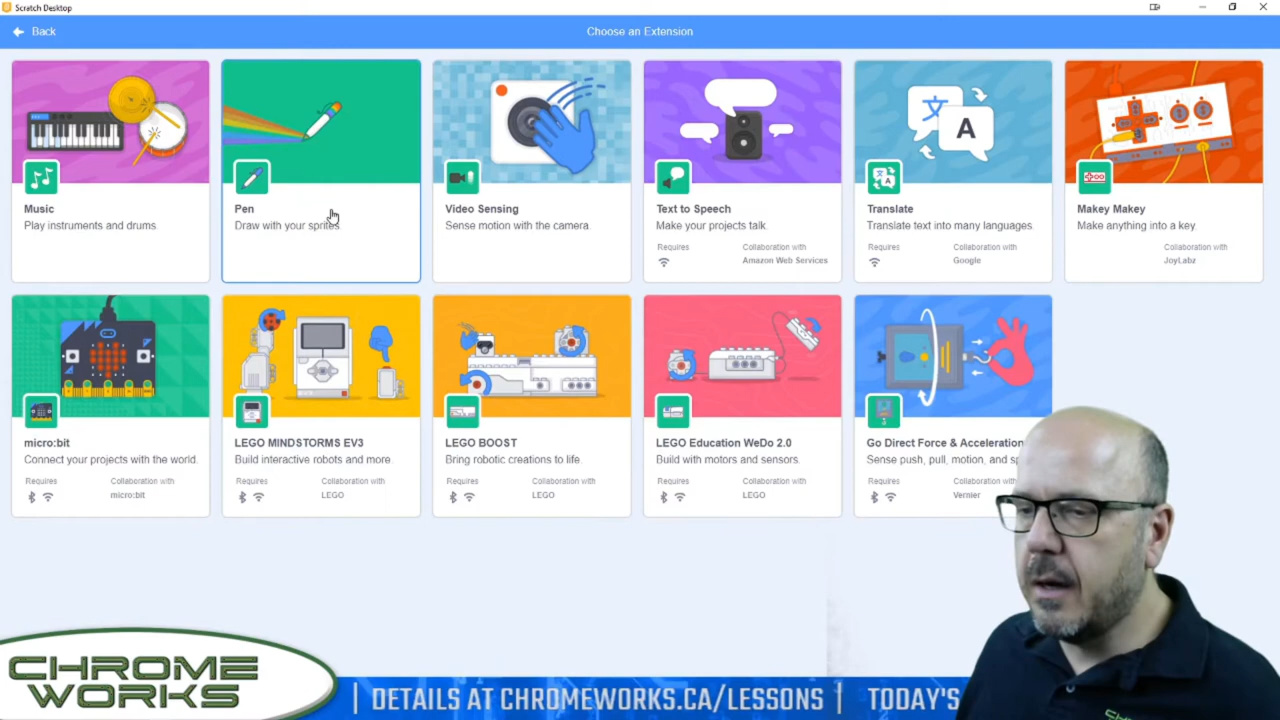 Scratch Desktop
Back
Choose an Extension
Music
Play instruments and drums.
Pen
Draw with your sprites.
Video Sensing
Sense motion with the camera.
Text to Speech
Make your projects talk.
Requires
Collaboration with
Amazon Web Services
文 A
Translate
Translate text into many languages.
Requires
Collaboration with
Google
Makey Makey
Make anything into a key.
Collaboration with
JoyLabz
micro:bit
Connect your projects with the world.
Requires
Collaboration with
micro:bit
LEGO MINDSTORMS EV3
Build interactive robots and more.
Requires
Collaboration with
LEGO
LEGO BOOST
Bring robotic creations to life.
Requires
Collaboration with
LEGO
LEGO Education WeDo 2.0
Build with motors and sensors.
Requires
Collaboration with
LEGO
Go Direct Force & Acceleration
Sense push, pull, motion, and sp
Requires
Collaboration with
Vernier
CHROME
WORKS
| DETAILS AT CHROMEWORKS.CA/LESSONS | TODAY'S